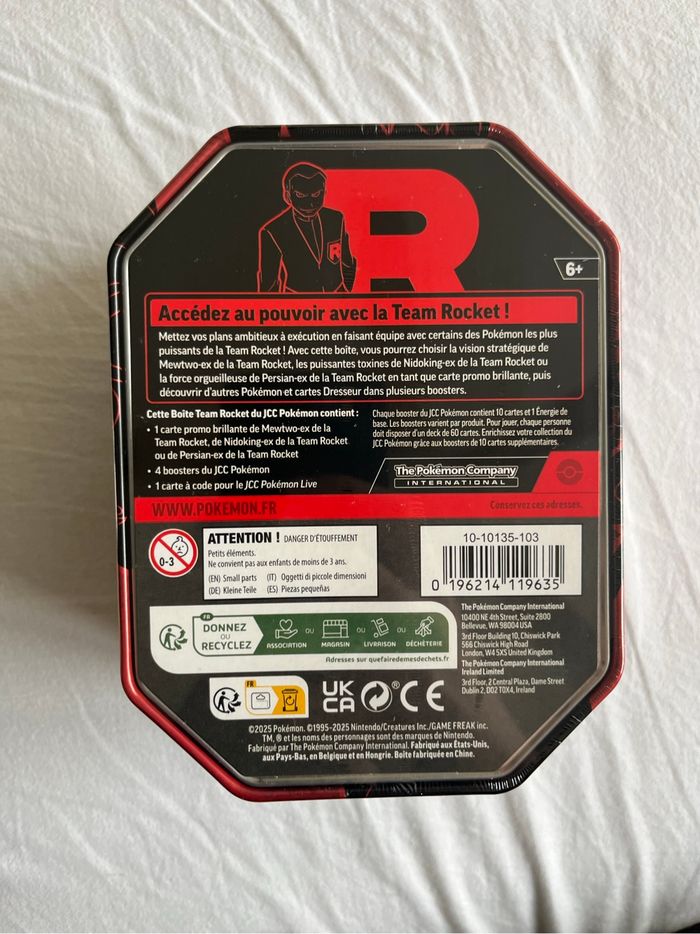 R
R
6+
Accédez au pouvoir avec la Team Rocket !
Mettez vos plans ambitieux à exécution en faisant équipe avec certains des Pokémon les plus
puissants de la Team Rocket ! Avec cette boite, vous pourrez choisir la vision stratégique de
Mewtwo-ex de la Team Rocket, les puissantes toxines de Nidoking-ex de la Team Rocket ou
la force orgueilleuse de Persian-ex de la Team Rocket en tant que carte promo brillante, puis
découvrir d'autres Pokémon et cartes Dresseur dans plusieurs boosters.
Cette Boîte Team Rocket du JCC Pokémon contient :
• 1 carte promo brillante de Mewtwo-ex de la
Team Rocket, de Nidoking-ex de la Team Rocket
ou de Persian-ex de la Team Rocket
• 4 boosters du JCC Pokémon
• 1 carte à code pour le JCC Pokémon Live
Chaque booster du JCC Pokémon contient 10 cartes et 1 Énergie de
base. Les boosters varient par produit. Pour jouer, chaque personne
doit disposer d'un deck de 60 cartes. Enrichissez votre collection du
JCC Pokémon grâce aux boosters de 10 cartes supplémentaires.
The Pokémon Company
INTERNATIONAL
WWW.POKEMON.FR
Conservez ces adresses.
0-3
ATTENTION ! DANGER D'ÉTOUFFEMENT
Petits éléments.
Ne convient pas aux enfants de moins de 3 ans.
(EN) Small parts (IT) Oggetti di piccole dimensioni
(DE) Kleine Teile (ES) Piezas pequeñas
10-10135-103
0 196214 119635
FR
DONNEZ
OU
RECYCLEZ
ASSOCIATION
OU
MAGASIN
OU
LIVRAISON
OU
DÉCHÈTERIE
Adresses sur quefairedemesdechets.fr
The Pokémon Company International
10400 NE 4th Street, Suite 2800
Bellevue, WA 98004 USA
3rd Floor Building 10, Chiswick Park
566 Chiswick High Road
London, W4 5XS United Kingdom
The Pokémon Company International
Ireland Limited
3rd Floor, 2 Central Plaza, Dame Street
Dublin 2, D02 T0X4, Ireland
FR
UK
CA
®
CE
©2025 Pokémon. ©1995-2025 Nintendo/Creatures Inc./GAME FREAK inc.
TM, ® et les noms des personnages sont des marques de Nintendo.
Fabriqué par The Pokémon Company International. Fabriqué aux États-Unis,
aux Pays-Bas, en Belgique et en Hongrie. Boîte fabriquée en Chine.